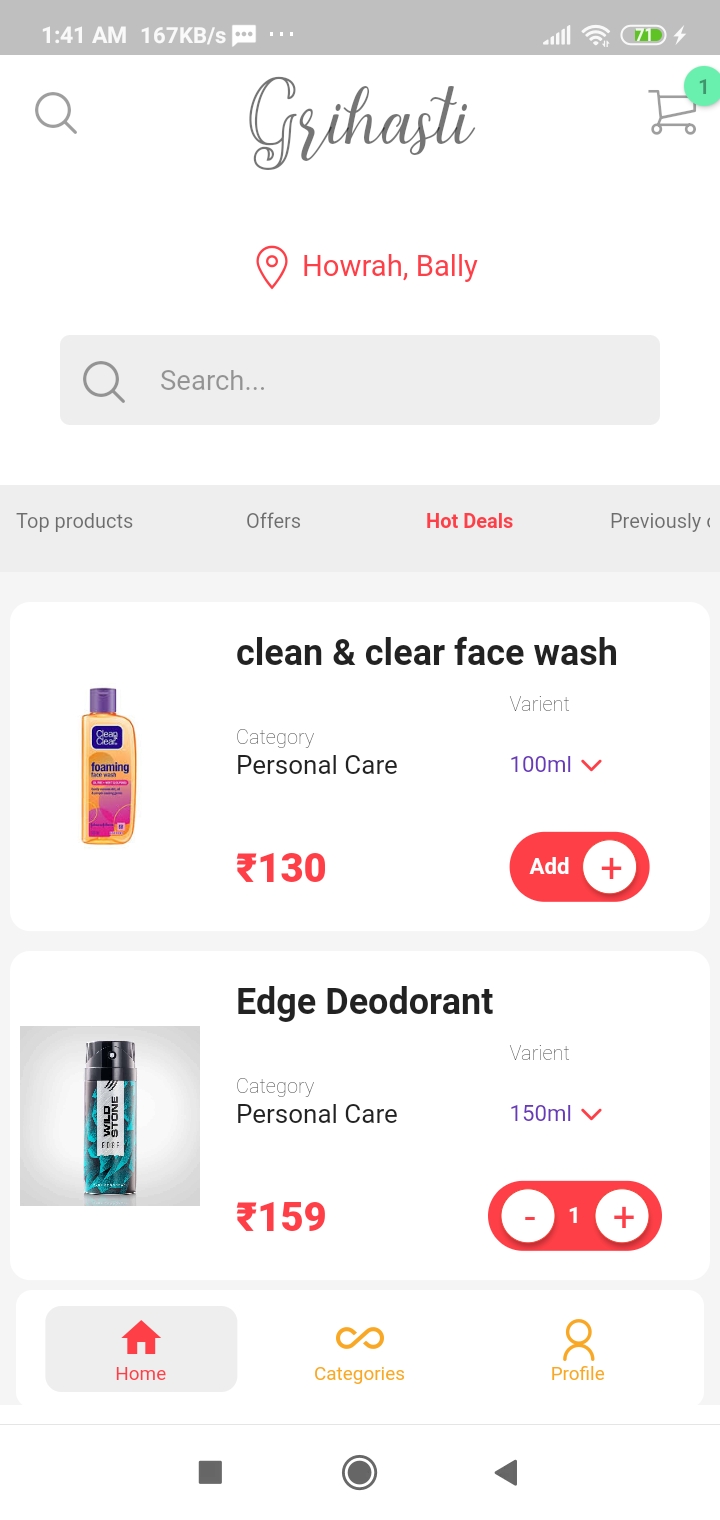 1:41 AM 167KB/s ...
71
Grihasti
1
Howrah, Bally
Search...
Top products Offers Hot Deals Previously
clean & clear face wash
Varient
Category
Personal Care
100ml
Clean & Clear
foaming
face wash
₹130
Add +
Edge Deodorant
Varient
Category
Personal Care
150ml
WILD STONE
EDGE
₹159
- 1 +
Home Categories Profile